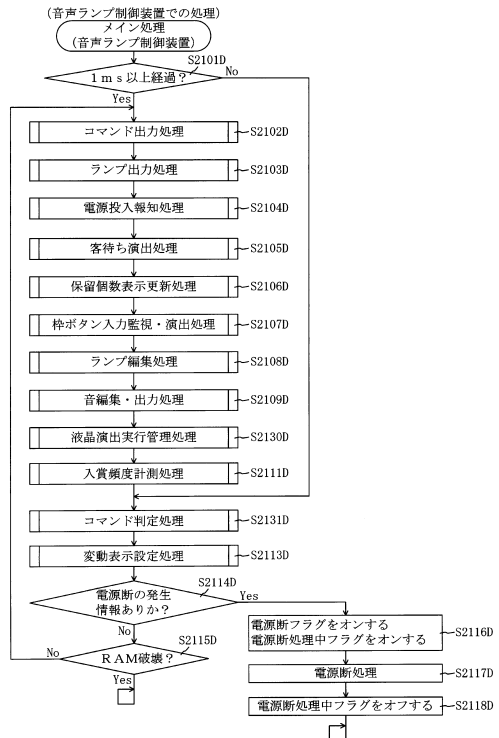 (音声ランプ制御装置での処理)
メイン処理
(音声ランプ制御装置)
S2101D
1ms以上経過?
No
Yes
コマンド出力処理
S2102D
ランプ出力処理
S2103D
電源投入報知処理
S2104D
客待ち演出処理
S2105D
保留個数表示更新処理
S2106D
枠ボタン入力監視・演出処理
S2107D
ランプ編集処理
S2108D
音編集・出力処理
S2109D
液晶演出実行管理処理
S2130D
入賞頻度計測処理
S2111D
コマンド判定処理
S2131D
変動表示設定処理
S2113D
S2114D
電源断の発生
情報ありか?
Yes
No
S2115D
RAM破壊?
No
Yes
電源断フラグをオンする
電源断処理中フラグをオンする
S2116D
電源断処理
S2117D
電源断処理中フラグをオフする
S2118D